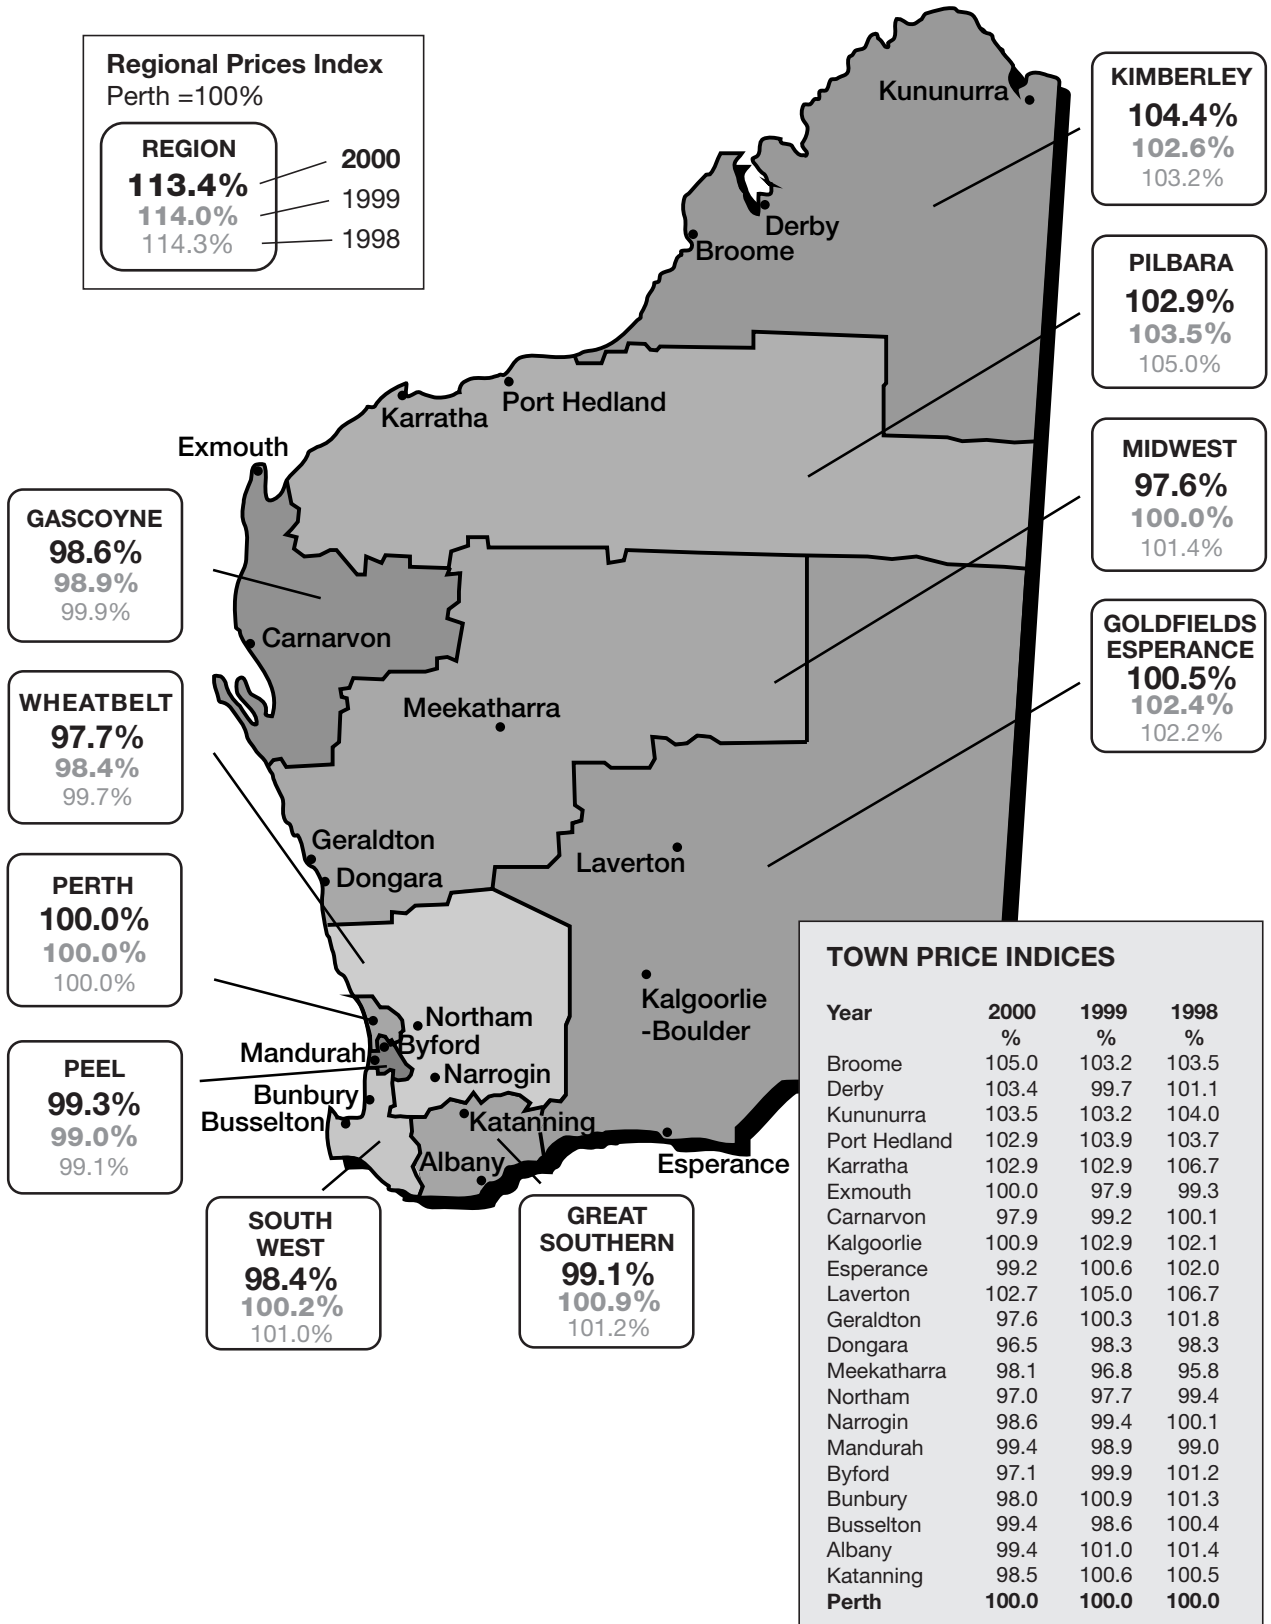 Regional Prices Index
Perth =100%
REGION
113.4%
114.0%
114.3%
2000
1999
1998
KIMBERLEY
104.4%
102.6%
103.2%
PILBARA
102.9%
103.5%
105.0%
MIDWEST
97.6%
100.0%
101.4%
GOLDFIELDS
ESPERANCE
100.5%
102.4%
102.2%
GASCOYNE
98.6%
98.9%
99.9%
WHEATBELT
97.7%
98.4%
99.7%
PERTH
100.0%
100.0%
100.0%
PEEL
99.3%
99.0%
99.1%
SOUTH
WEST
98.4%
100.2%
101.0%
GREAT
SOUTHERN
99.1%
100.9%
101.2%
Kununurra
Derby
Broome
Port Hedland
Karratha
Exmouth
Carnarvon
Meekatharra
Geraldton
Dongara
Laverton
Kalgoorlie
-Boulder
Northam
Byford
Mandurah
Narrogin
Bunbury
Busselton
Katanning
Albany
Esperance
TOWN PRICE INDICES
Year 2000 1999 1998
% % %
Broome 105.0 103.2 103.5
Derby 103.4 99.7 101.1
Kununurra 103.5 103.2 104.0
Port Hedland 102.9 103.9 103.7
Karratha 102.9 102.9 106.7
Exmouth 100.0 97.9 99.3
Carnarvon 97.9 99.2 100.1
Kalgoorlie 100.9 102.9 102.1
Esperance 99.2 100.6 102.0
Laverton 102.7 105.0 106.7
Geraldton 97.6 100.3 101.8
Dongara 96.5 98.3 98.3
Meekatharra 98.1 96.8 95.8
Northam 97.0 97.7 99.4
Narrogin 98.6 99.4 100.1
Mandurah 99.4 98.9 99.0
Byford 97.1 99.9 101.2
Bunbury 98.0 100.9 101.3
Busselton 99.4 98.6 100.4
Albany 99.4 101.0 101.4
Katanning 98.5 100.6 100.5
Perth 100.0 100.0 100.0